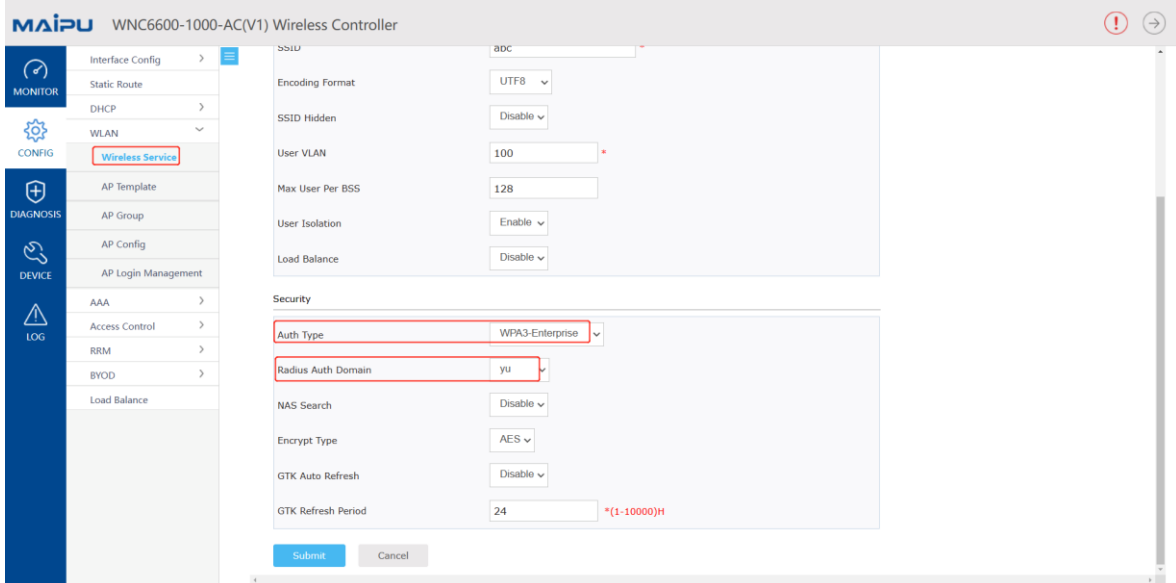 MAIPU WNC6600-1000-AC(V1) Wireless Controller
MONITOR
CONFIG
DIAGNOSIS
DEVICE
LOG
Interface Config
Static Route
DHCP
WLAN
Wireless Service
AP Template
AP Group
AP Config
AP Login Management
AAA
Access Control
RRM
BYOD
Load Balance
SSID abc *
Encoding Format UTF8
SSID Hidden Disable
User VLAN 100 *
Max User Per BSS 128
User Isolation Enable
Load Balance Disable
Security
Auth Type WPA3-Enterprise
Radius Auth Domain yu
NAS Search Disable
Encrypt Type AES
GTK Auto Refresh Disable
GTK Refresh Period 24 *(1-10000)H
Submit Cancel